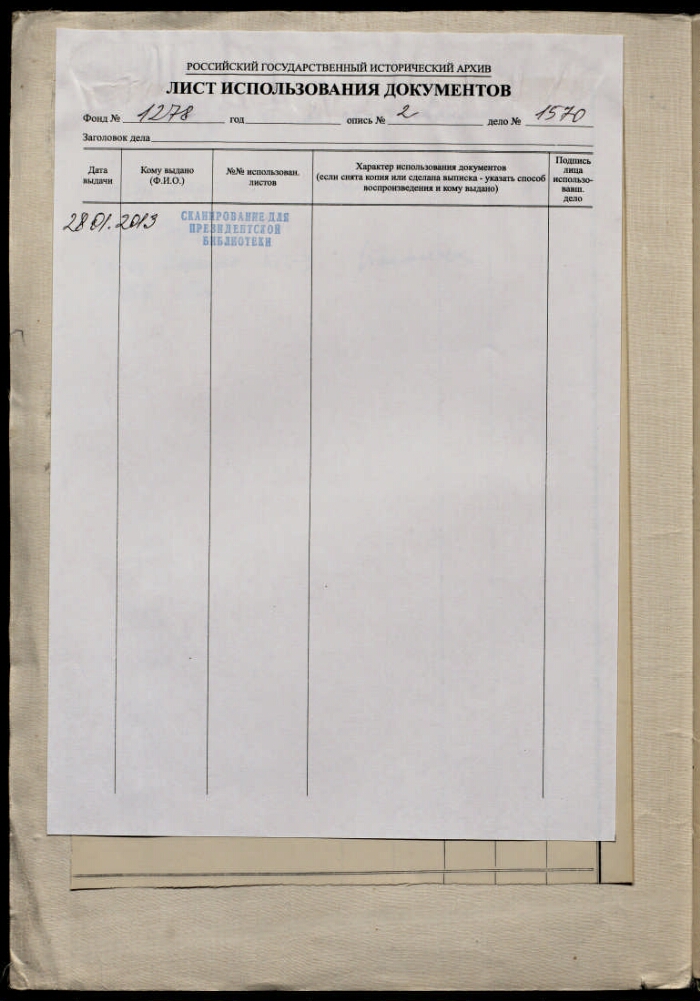 РОССИЙСКИЙ ГОСУДАРСТВЕННЫЙ ИСТОРИЧЕСКИЙ АРХИВ
ЛИСТ ИСПОЛЬЗОВАНИЯ ДОКУМЕНТОВ
Фонд № 1278 год опись № 2 дело № 1570
Заголовок дела
Дата
выдачи
Кому выдано
(Ф.И.О.)
№№ использован.
листов
Характер использования документов
(если снята копия или сделана выписка - указать способ
воспроизведения и кому выдано)
Подпись
лица
использо-
вавш.
дело
28 01. 2013
СКАНИРОВАНИЕ ДЛЯ
ПРЕЗИДЕНТСКОЙ
БИБЛИОТЕКИ